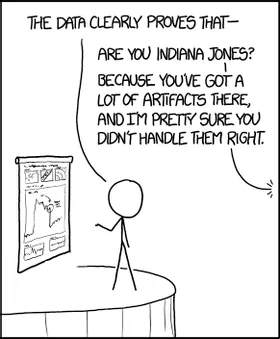 THE DATA CLEARLY PROVES THAT—
ARE YOU INDIANA JONES?
BECAUSE YOU'VE GOT A
LOT OF ARTIFACTS THERE,
AND I'M PRETTY SURE YOU
DIDN'T HANDLE THEM RIGHT.